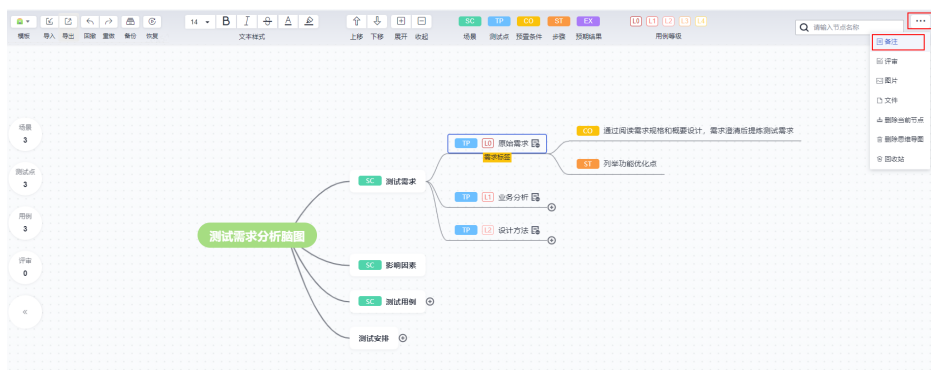 14 B I A
SC TP CO ST EX L0 L1 L2 L3 L4
请输入节点名称
模板 导入 导出 回撤 重做 备份 恢复 文本样式 上移 下移 展开 收起 场景 测试点 预置条件 步骤 预期结果 用例等级
备注
评审
图片
文件
删除当前节点
删除思维导图
回收站
场景
3
测试点
3
用例
3
评审
0
«
测试需求分析脑图
SC 测试需求
TP L0 原始需求
需求标签
CO 通过阅读需求规格和概要设计，需求澄清后提炼测试需求
ST 列举功能优化点
TP L1 业务分析
TP L2 设计方法
SC 影响因素
SC 测试用例
测试安排